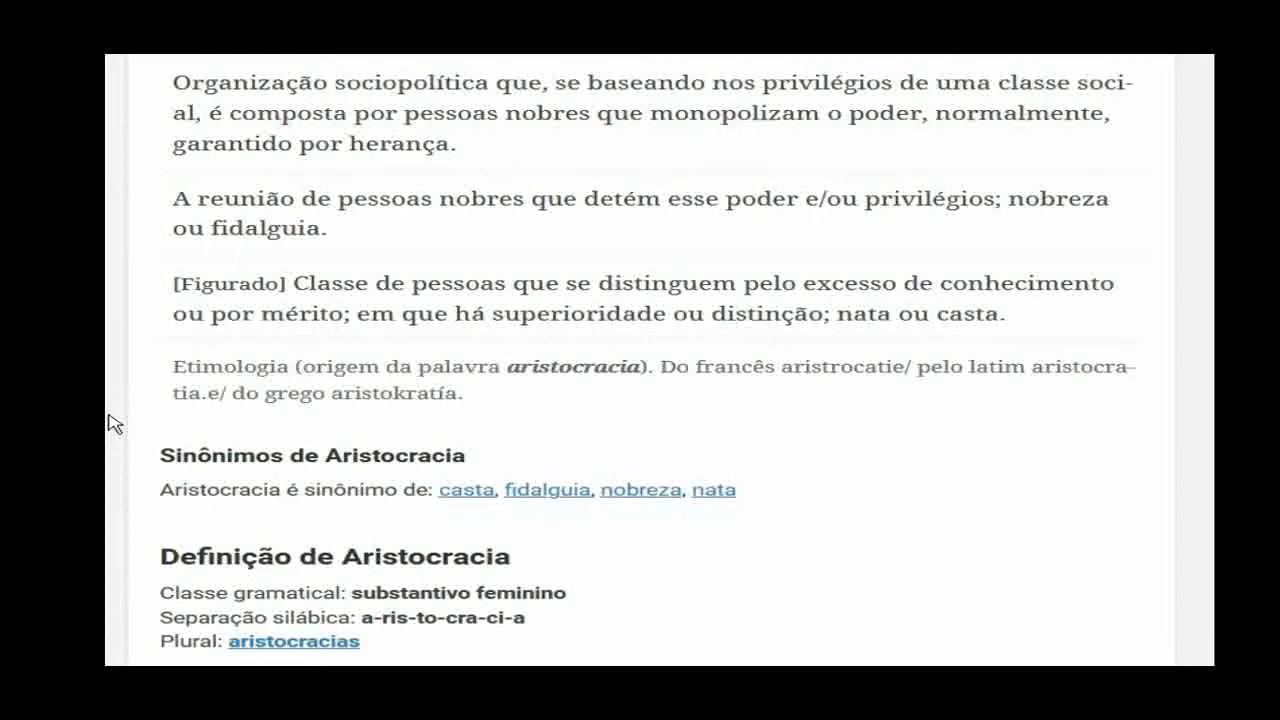 Organização sociopolítica que, se baseando nos privilégios de uma classe soci-
al, é composta por pessoas nobres que monopolizam o poder, normalmente,
garantido por herança.
A reunião de pessoas nobres que detém esse poder e/ou privilégios; nobreza
ou fidalguia.
[Figurado] Classe de pessoas que se distinguem pelo excesso de conhecimento
ou por mérito; em que há superioridade ou distinção; nata ou casta.
Etimologia (origem da palavra aristocracia). Do francês aristrocatie/ pelo latim aristocra-
tia.e/ do grego aristokratía.
Sinônimos de Aristocracia
Aristocracia é sinônimo de: casta, fidalguia, nobreza, nata
Definição de Aristocracia
Classe gramatical: substantivo feminino
Separação silábica: a-ris-to-cra-ci-a
Plural: aristocracias